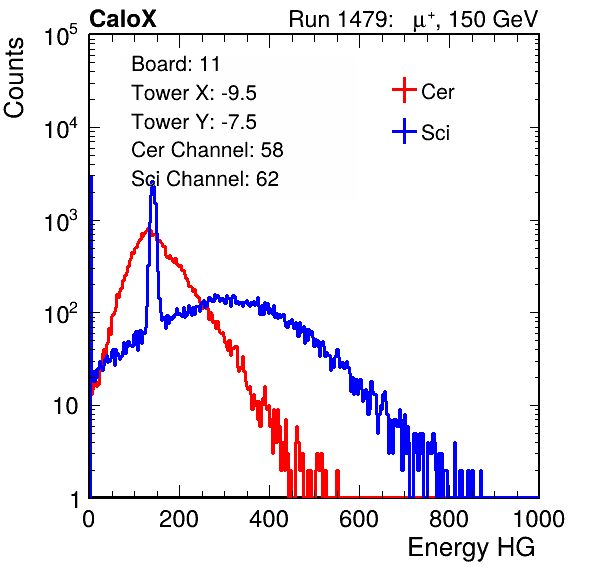 CaloX Run 1479: μ⁺, 150 GeV
Counts
Board: 11
Tower X: -9.5
Tower Y: -7.5
Cer Channel: 58
Sci Channel: 62
Cer
Sci
10⁵
10⁴
10³
10²
10
1
0 200 400 600 800 1000
Energy HG